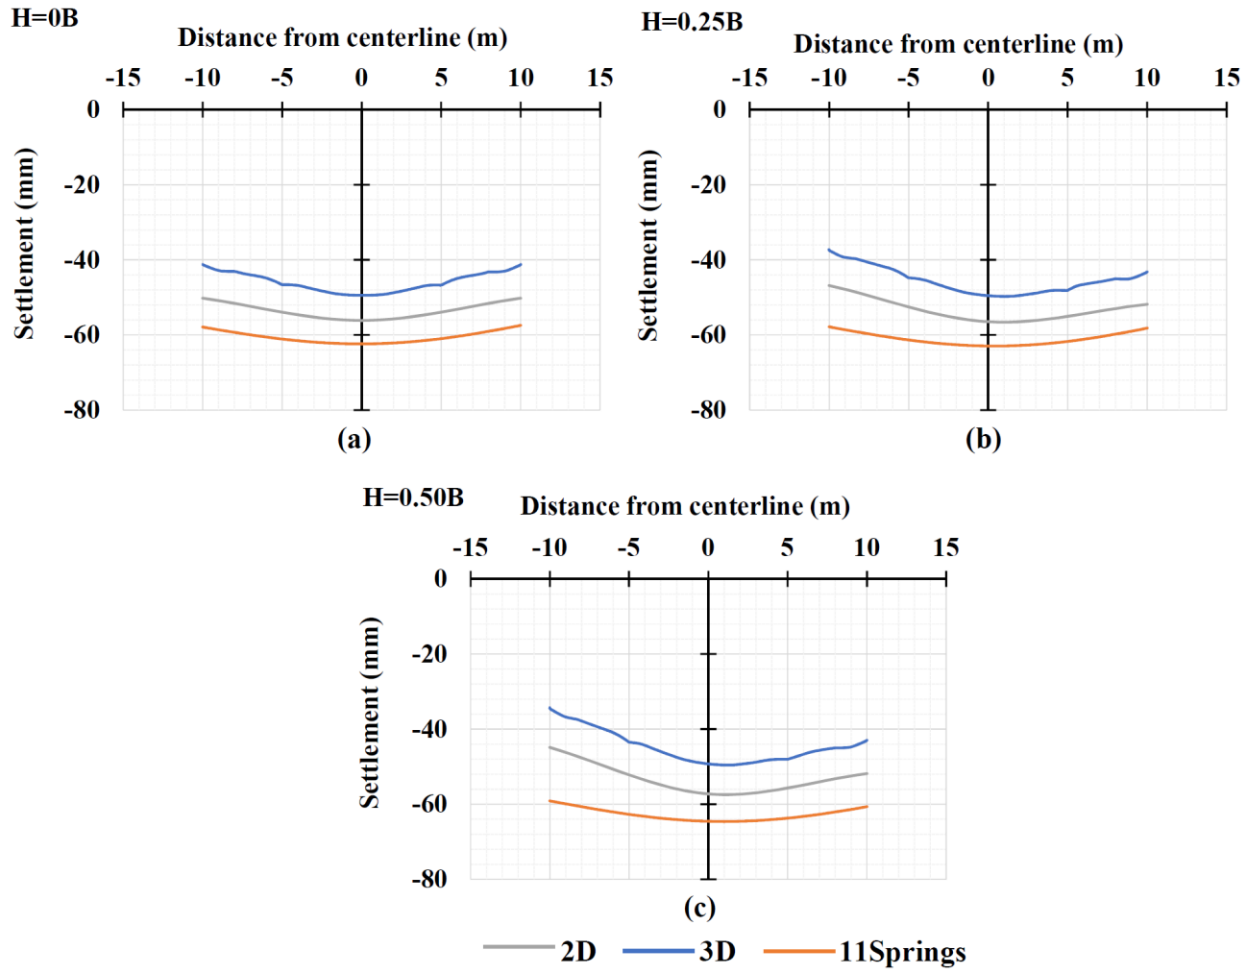 H=0B
Distance from centerline (m)
-15 -10 -5 0 5 10 15
0
-20
-40
-60
-80
Settlement (mm)
(a)
H=0.25B
Distance from centerline (m)
-15 -10 -5 0 5 10 15
0
-20
-40
-60
-80
Settlement (mm)
(b)
H=0.50B
Distance from centerline (m)
-15 -10 -5 0 5 10 15
0
-20
-40
-60
-80
Settlement (mm)
(c)
2D 3D 11Springs